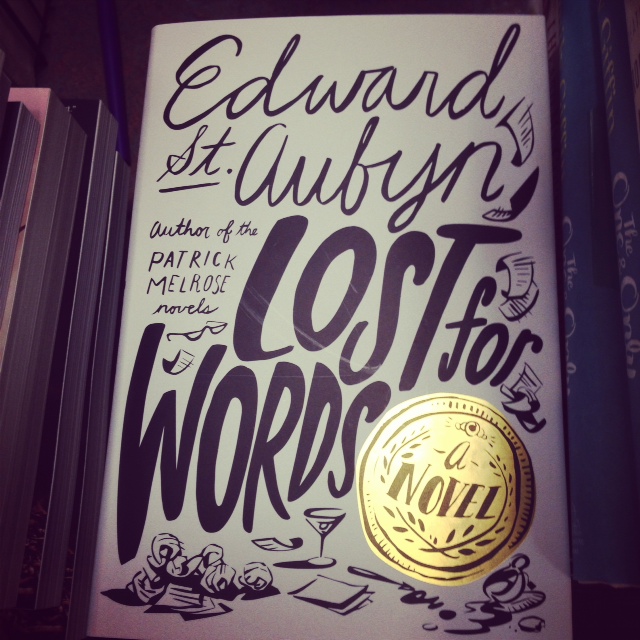 Edward
St. Aubyn
Author of the
PATRICK
MELROSE
novels
LOST for
WORDS
a
NOVEL